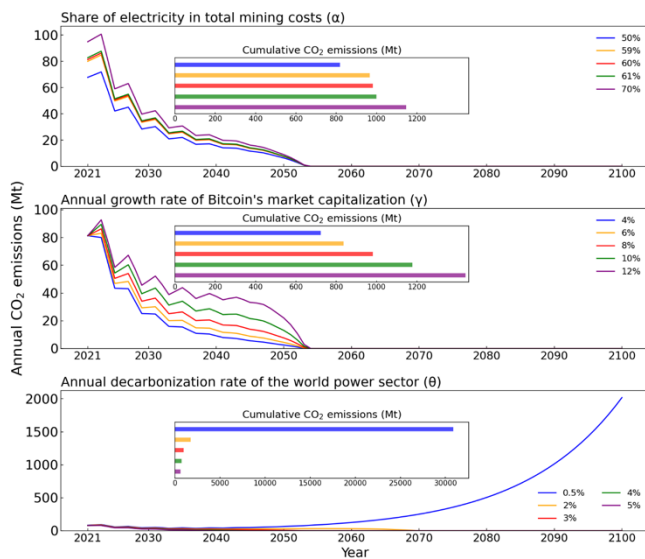 Share of electricity in total mining costs (α)
100
80
60
40
20
0
Cumulative CO₂ emissions (Mt)
0 200 400 600 800 1000 1200
50%
59%
60%
61%
70%
2021 2030 2040 2050 2060 2070 2080 2090 2100
Annual growth rate of Bitcoin's market capitalization (γ)
100
80
60
40
20
0
Cumulative CO₂ emissions (Mt)
0 200 400 600 800 1000 1200
4%
6%
8%
10%
12%
2021 2030 2040 2050 2060 2070 2080 2090 2100
Annual CO₂ emissions (Mt)
Annual decarbonization rate of the world power sector (θ)
2000
1500
1000
500
0
Cumulative CO₂ emissions (Mt)
0 5000 10000 15000 20000 25000 30000
0.5% 4%
2% 5%
3%
2021 2030 2040 2050 2060 2070 2080 2090 2100
Year